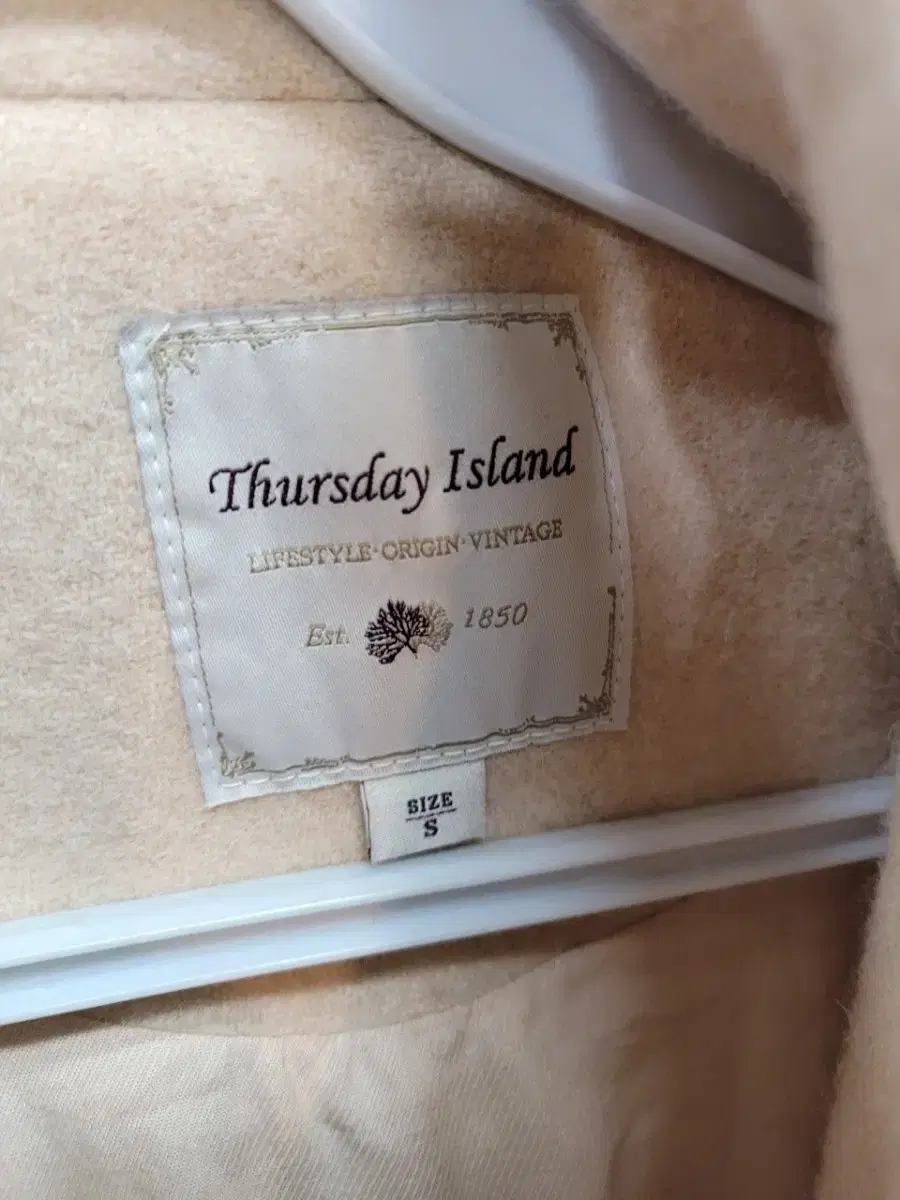 Thursday Island
LIFESTYLE·ORIGIN·VINTAGE
Est. 1850
SIZE
S